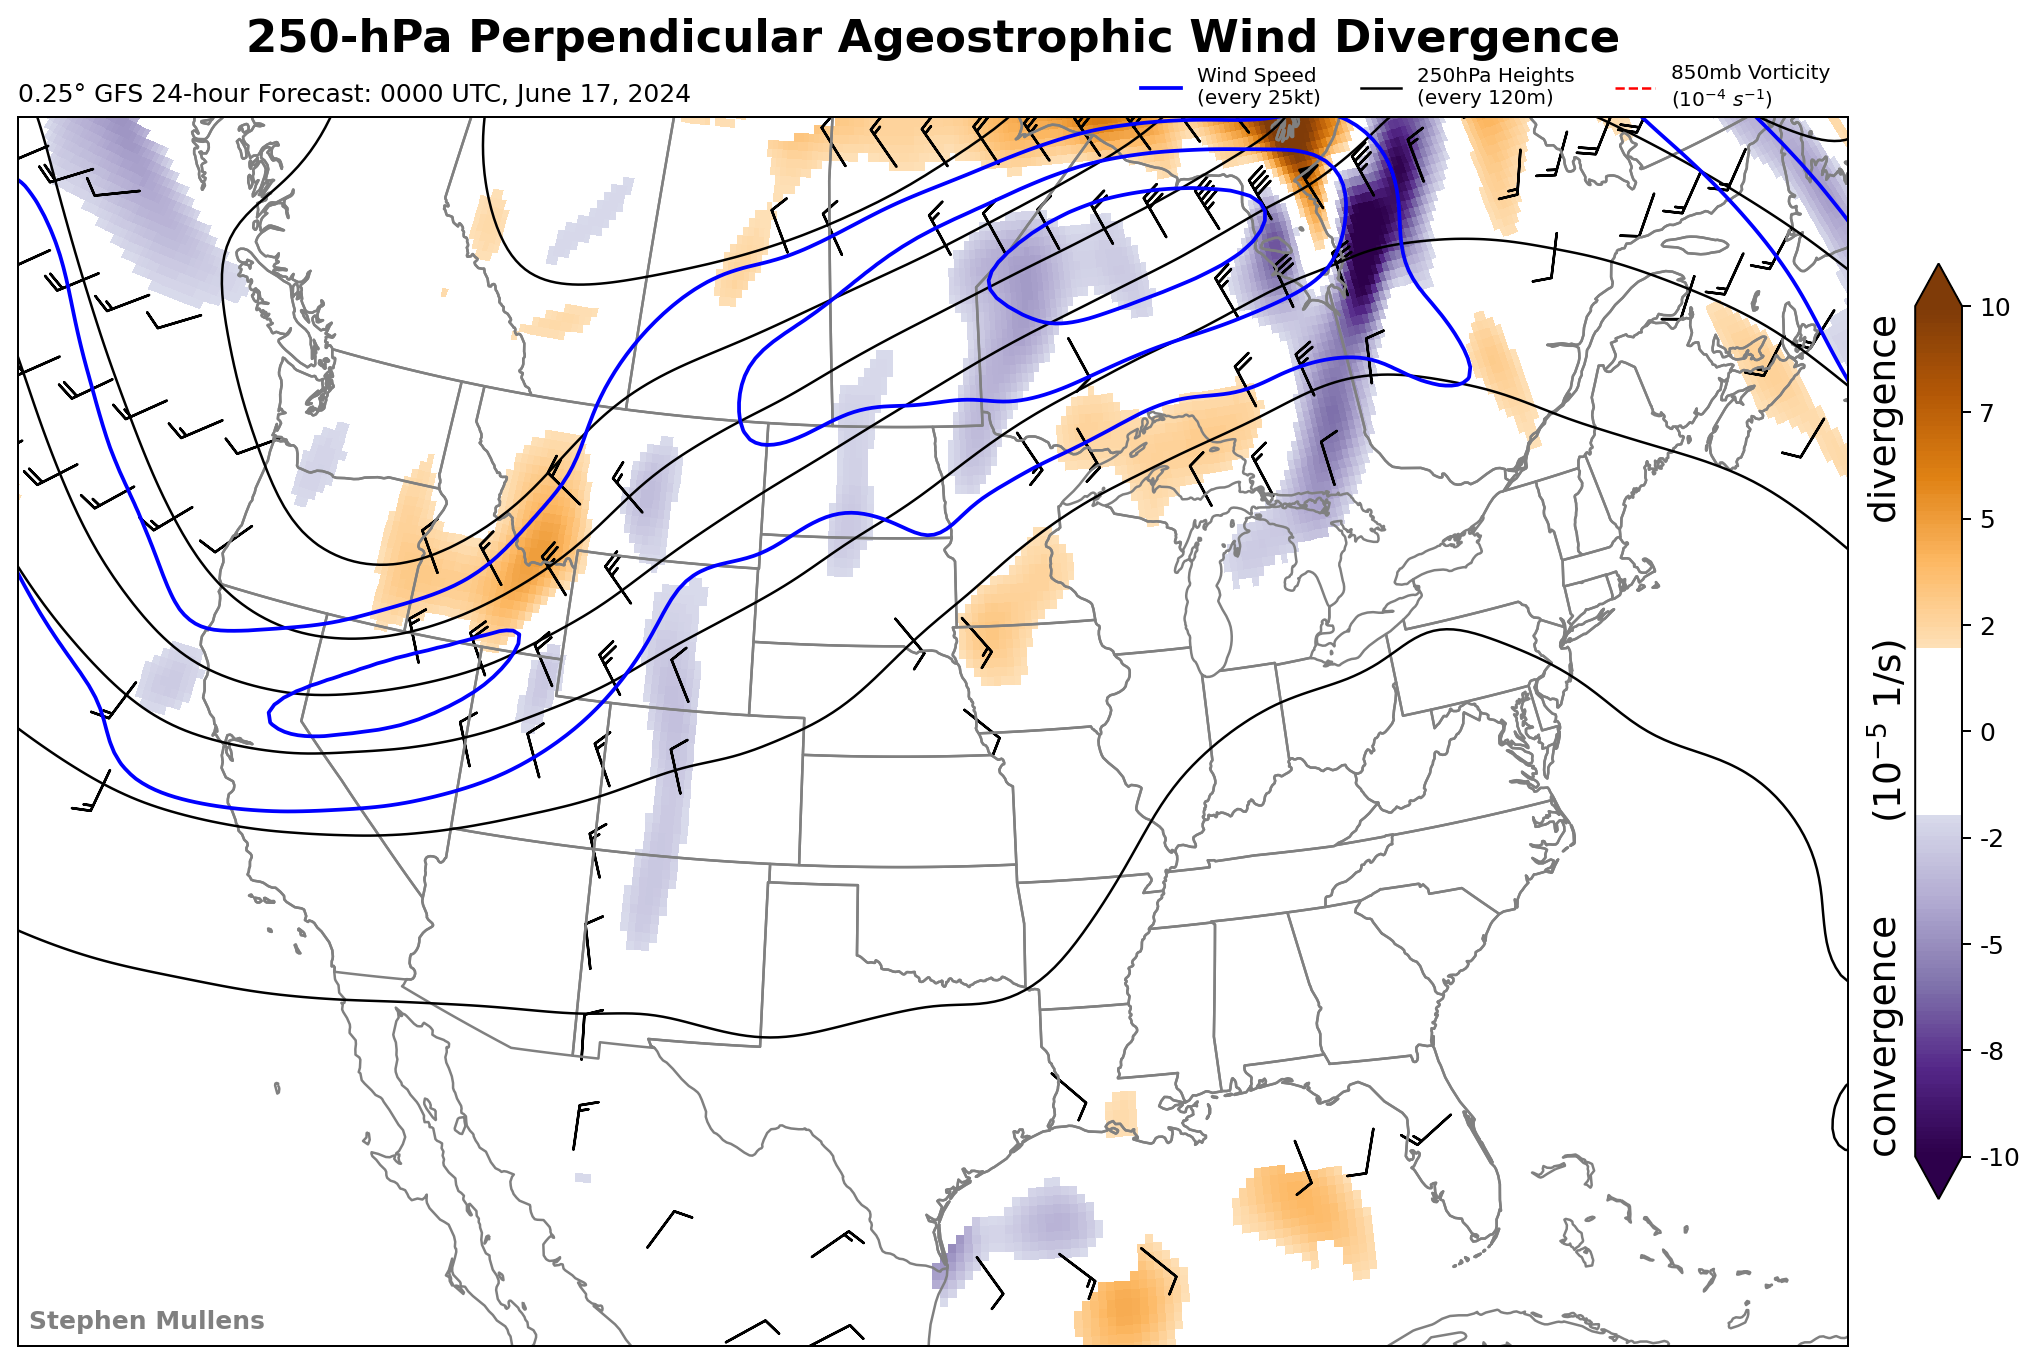 250-hPa Perpendicular Ageostrophic Wind Divergence
0.25° GFS 24-hour Forecast: 0000 UTC, June 17, 2024
Wind Speed
(every 25kt)
250hPa Heights
(every 120m)
850mb Vorticity
(10⁻⁴ s⁻¹)
convergence (10⁻⁵ 1/s) divergence
10
7
5
2
0
-2
-5
-8
-10
Stephen Mullens